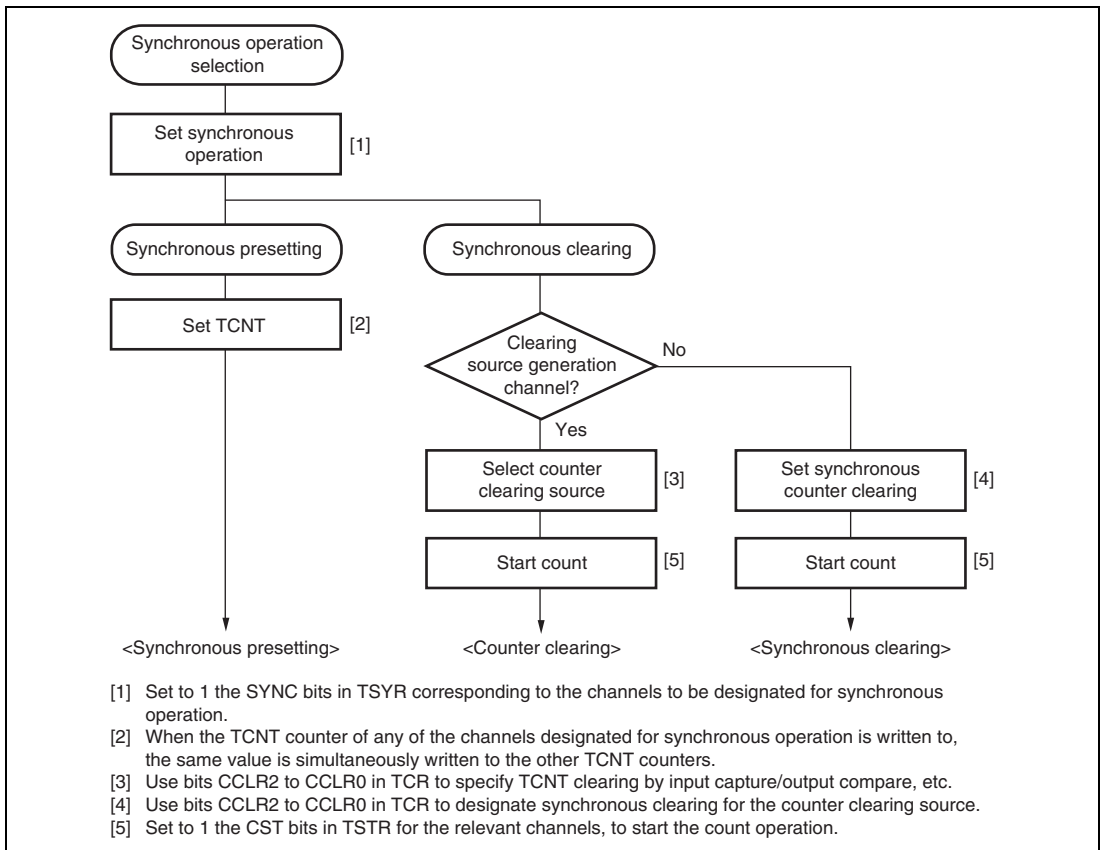 Synchronous operation
selection
Set synchronous
operation
[1]
Synchronous presetting
Synchronous clearing
Set TCNT
[2]
Clearing
source generation
channel?
No
Yes
Select counter
clearing source
[3]
Set synchronous
counter clearing
[4]
Start count
[5]
Start count
[5]
<Synchronous presetting>
<Counter clearing>
<Synchronous clearing>
[1] Set to 1 the SYNC bits in TSYR corresponding to the channels to be designated for synchronous
operation.
[2] When the TCNT counter of any of the channels designated for synchronous operation is written to,
the same value is simultaneously written to the other TCNT counters.
[3] Use bits CCLR2 to CCLR0 in TCR to specify TCNT clearing by input capture/output compare, etc.
[4] Use bits CCLR2 to CCLR0 in TCR to designate synchronous clearing for the counter clearing source.
[5] Set to 1 the CST bits in TSTR for the relevant channels, to start the count operation.